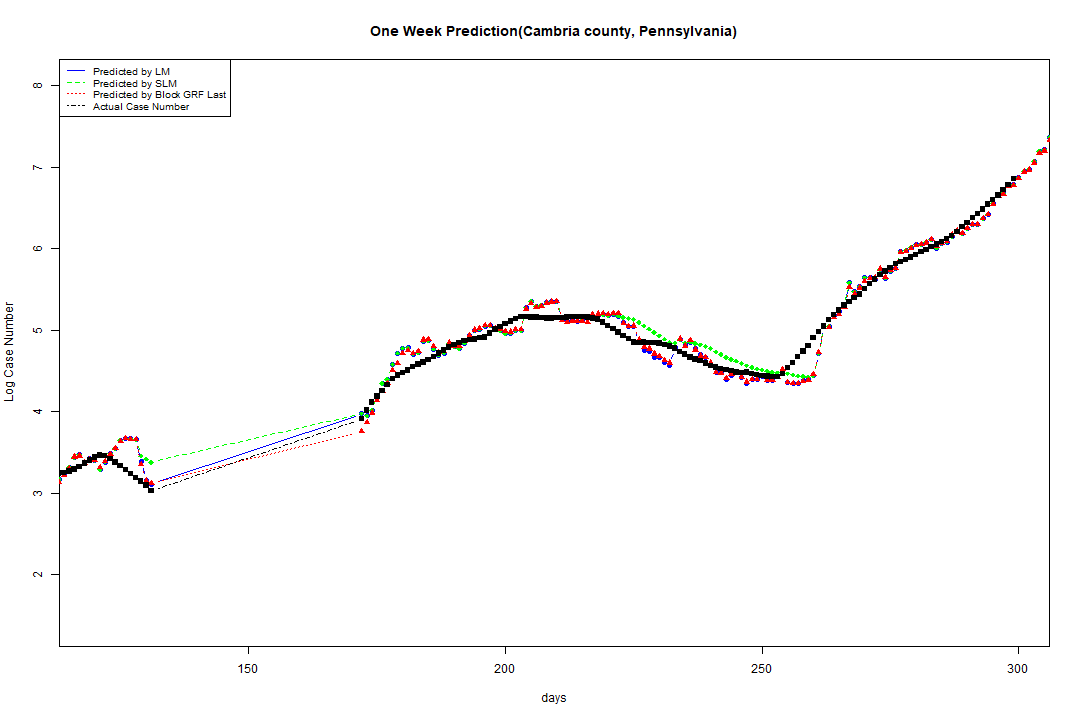 One Week Prediction(Cambria county, Pennsylvania)
Predicted by LM
Predicted by SLM
Predicted by Block GRF Last
Actual Case Number
8
7
6
5
4
3
2
Log Case Number
150 200 250 300
days